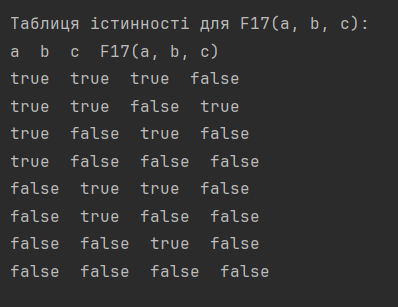 Таблиця істинності для F17(a, b, c):
a  b  c  F17(a, b, c)
true  true  true  false
true  true  false  true
true  false  true  false
true  false  false  false
false  true  true  false
false  true  false  false
false  false  true  false
false  false  false  false